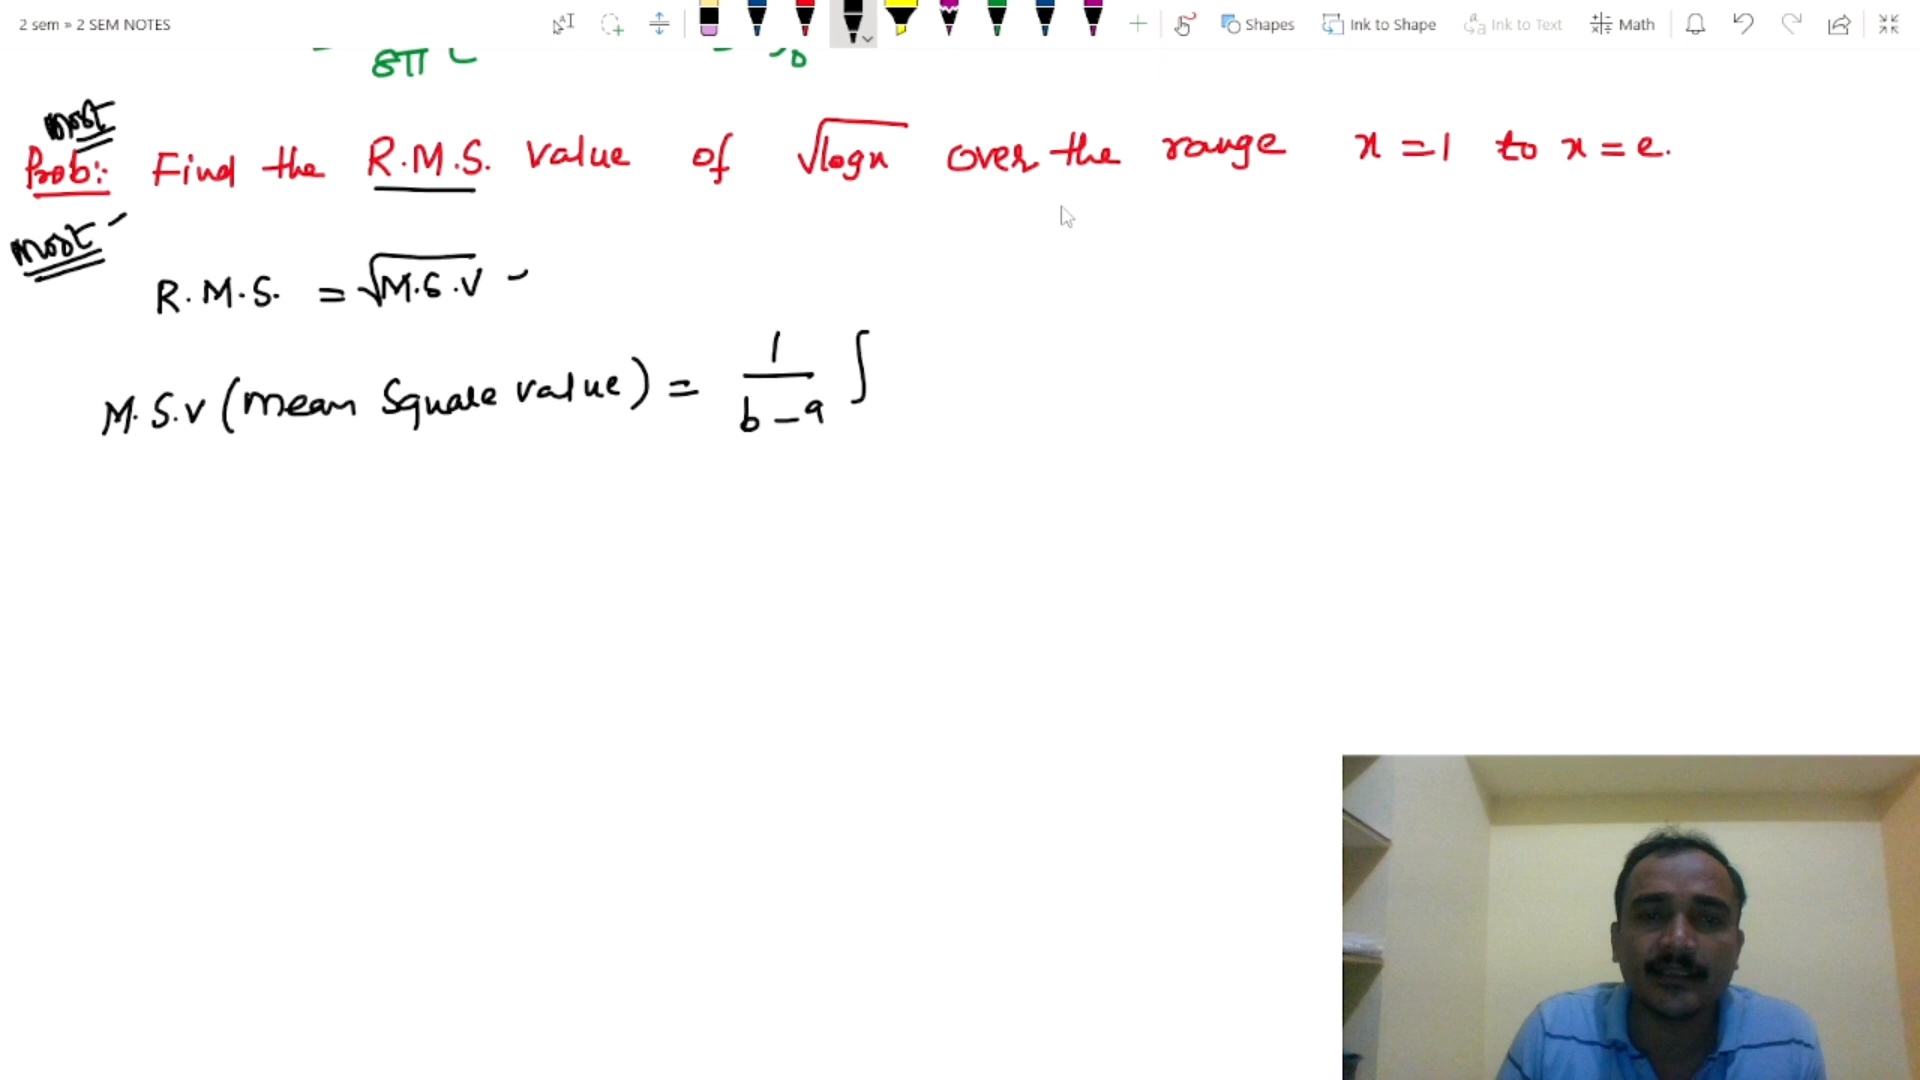 2 sem » 2 SEM NOTES
Shapes
Ink to Shape
Ink to Text
Math
8π
most
Prob: Find the R.M.S. value of √logx over the range x=1 to x=e.
most
R.M.S. = √M.S.V -
M.S.V (Mean Square value) = 1/b-a ∫